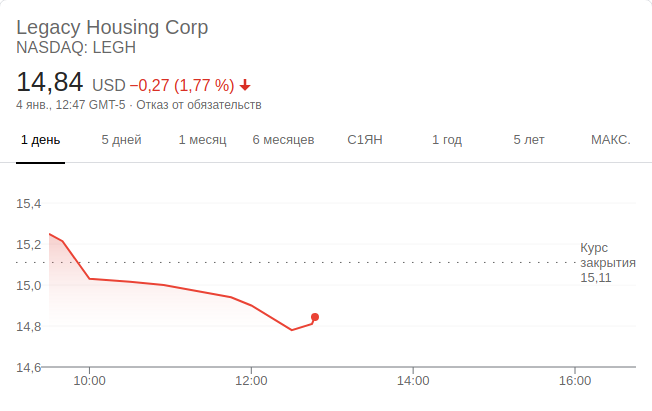 Legacy Housing Corp
NASDAQ: LEGH
14,84 USD −0,27 (1,77 %)
4 янв., 12:47 GMT-5 · Отказ от обязательств
1 день 5 дней 1 месяц 6 месяцев С1ЯН 1 год 5 лет МАКС.
15,4
15,2
Курс
закрытия
15,11
15,0
14,8
14,6
10:00 12:00 14:00 16:00